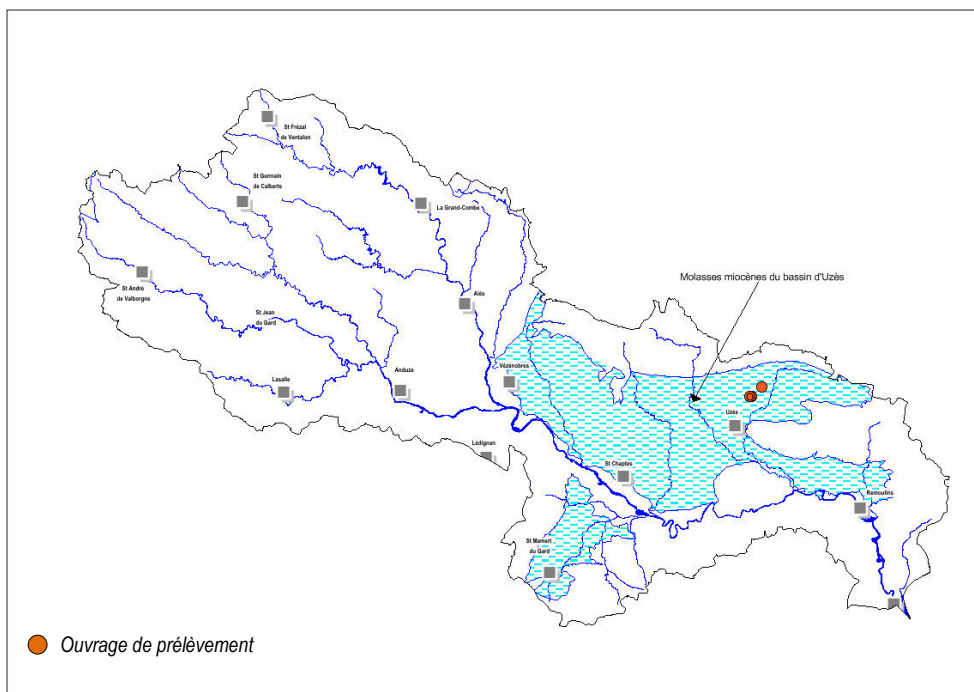 St Frézal
de Ventalon
St Germain
de Calberte
La Grand-Combe
St André
de Valborgne
Molasses miocènes du bassin d'Uzès
Alès
St Jean
du Gard
Vézénobres
Anduze
Lasalle
Uzès
Lédignan
St Chaptes
Remoulins
St Mamert
du Gard
Ouvrage de prélèvement